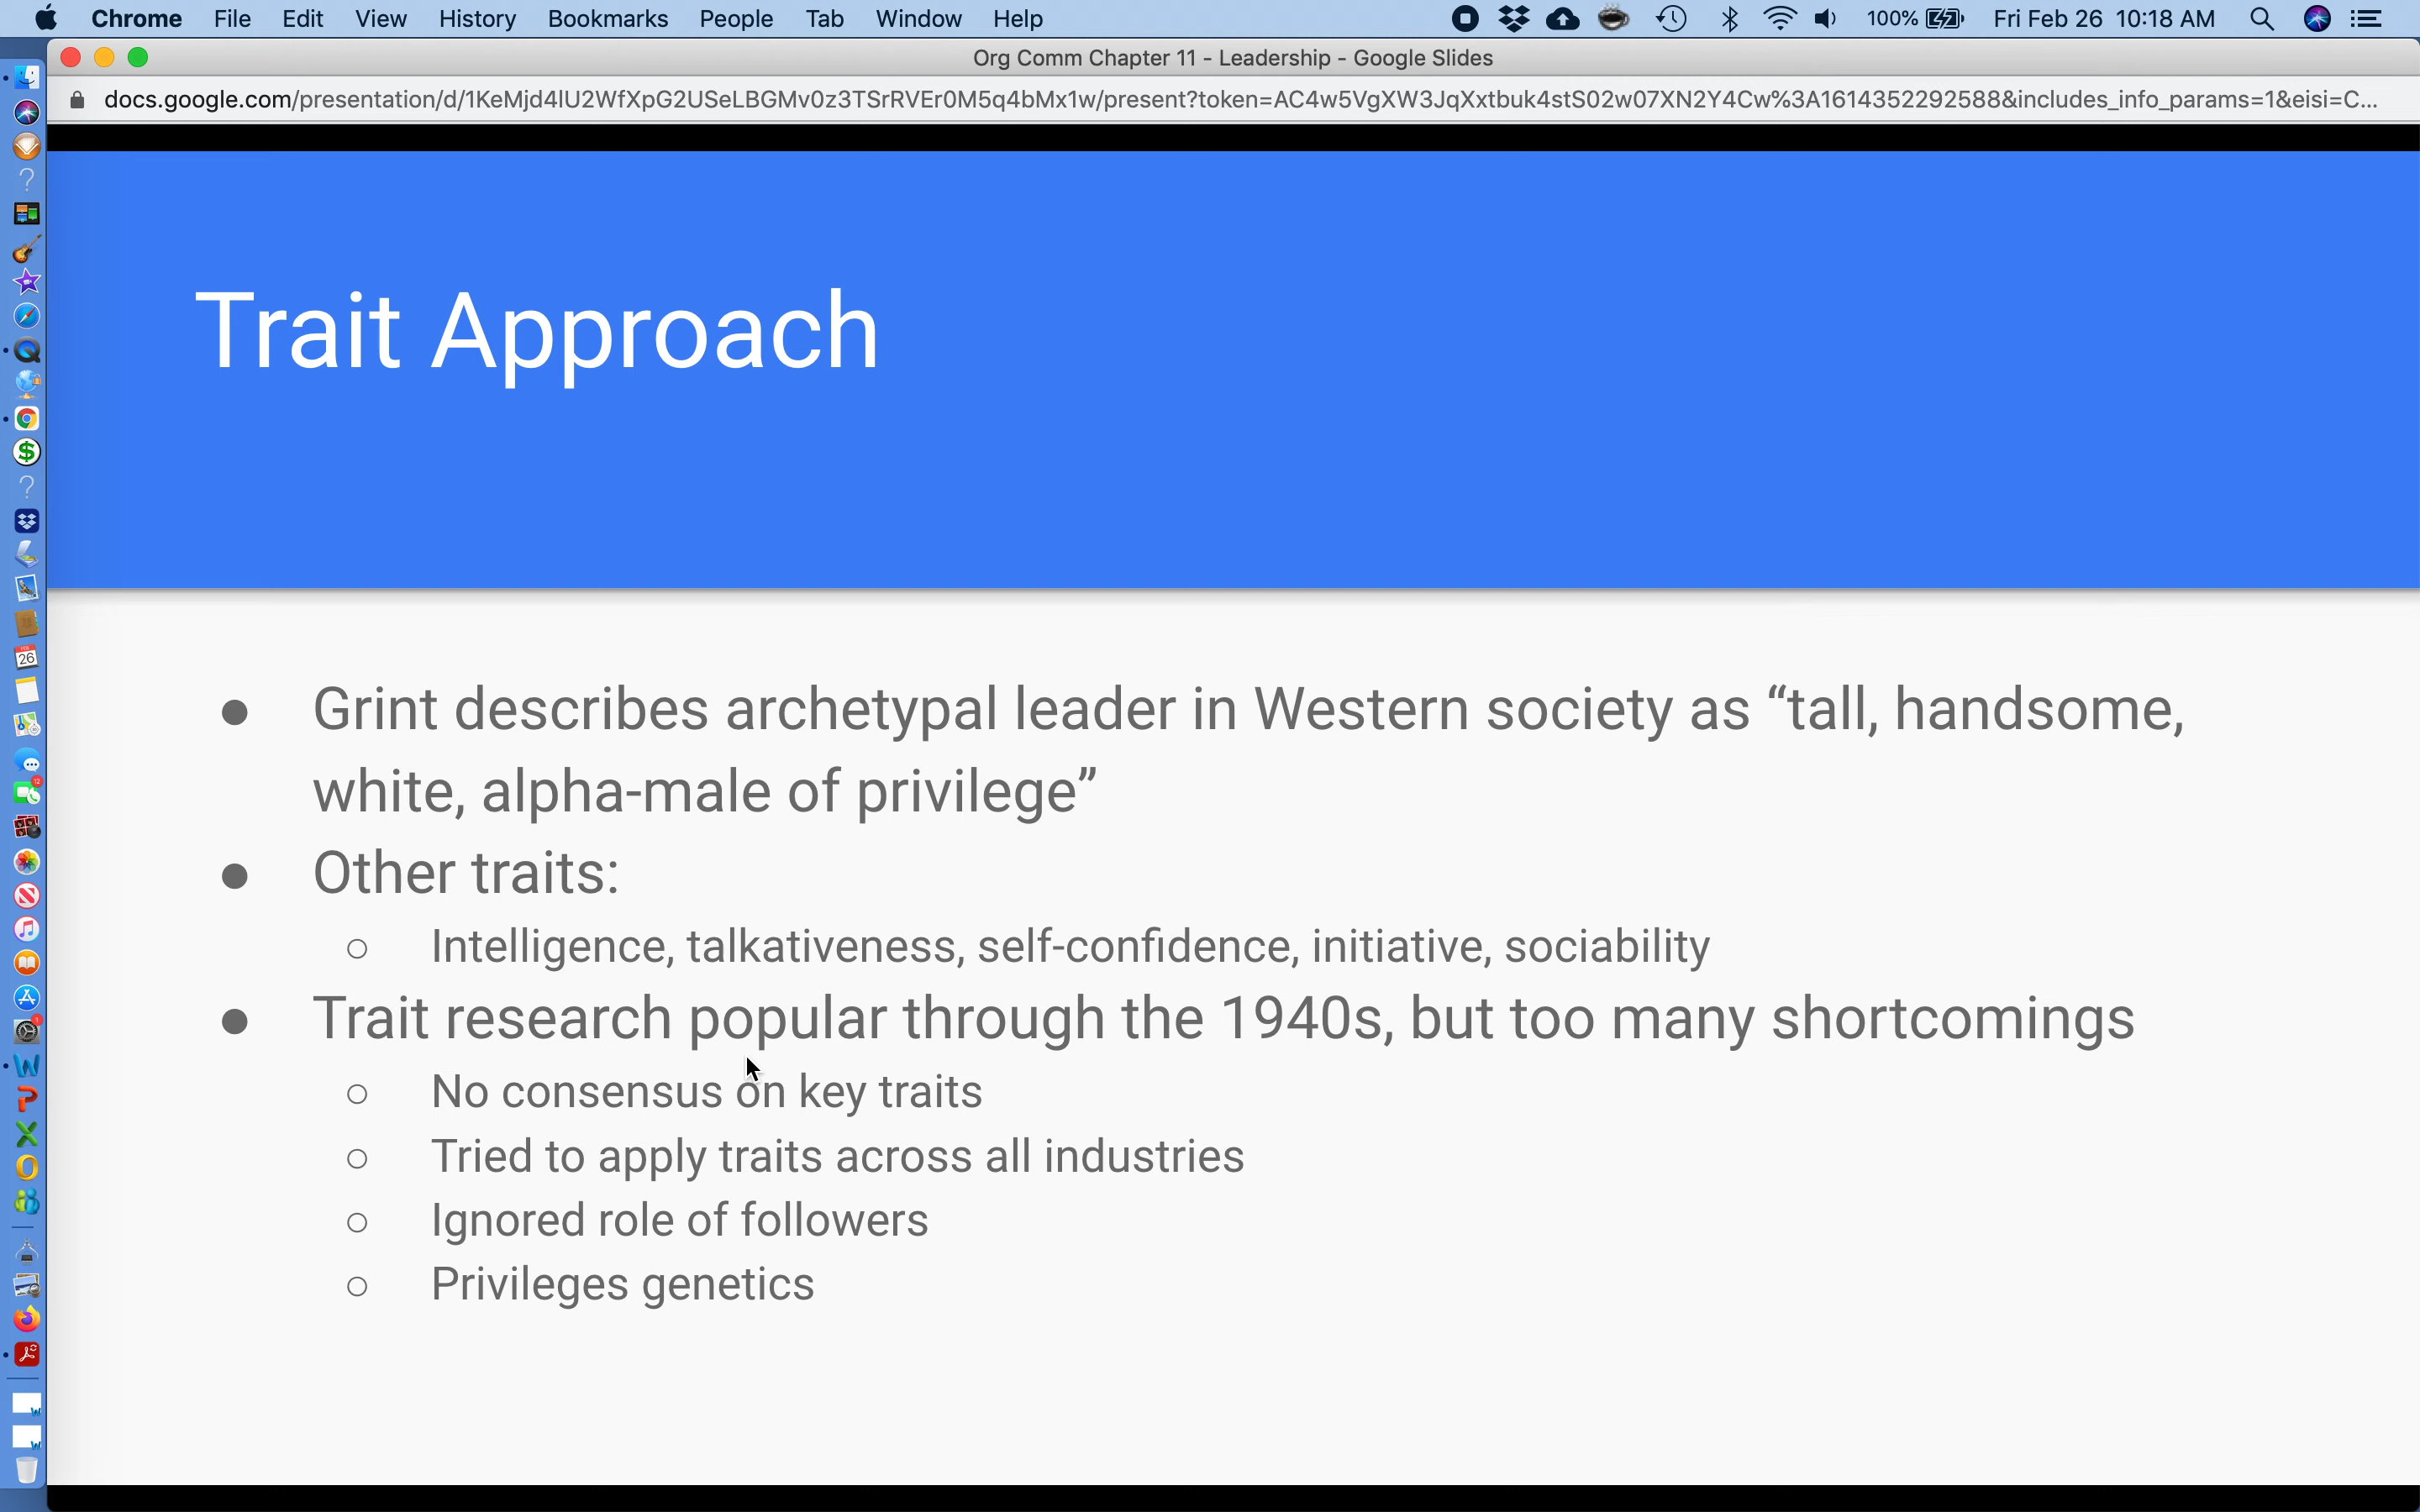 Chrome File Edit View History Bookmarks People Tab Window Help 100% Fri Feb 26 10:18 AM
Org Comm Chapter 11 - Leadership - Google Slides
docs.google.com/presentation/d/1KeMjd4lU2WfXpG2USeLBGMv0z3TSrRVEr0M5q4bMx1w/present?token=AC4w5VgXW3JqXxtbuk4stS02w07XN2Y4Cw%3A1614352292588&includes_info_params=1&eisi=C...
Trait Approach
● Grint describes archetypal leader in Western society as “tall, handsome,
white, alpha-male of privilege”
● Other traits:
○ Intelligence, talkativeness, self-confidence, initiative, sociability
● Trait research popular through the 1940s, but too many shortcomings
○ No consensus on key traits
○ Tried to apply traits across all industries
○ Ignored role of followers
○ Privileges genetics